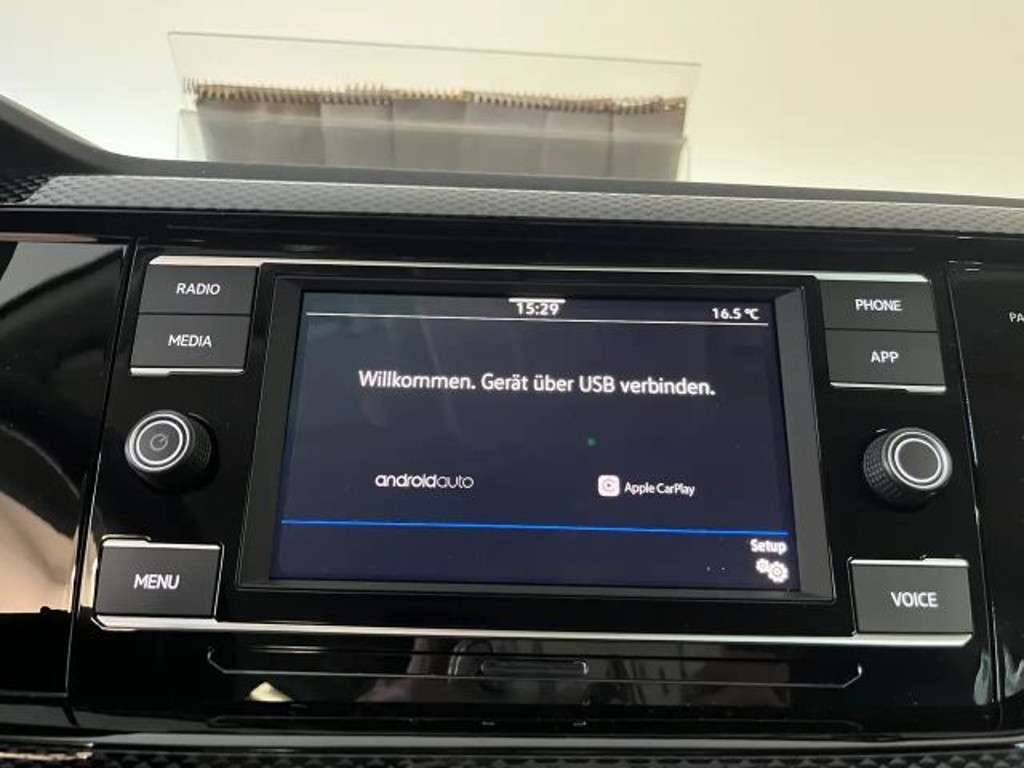 RADIO
MEDIA
15:29
16.5 °C
PHONE
APP
PA
Willkommen. Gerät über USB verbinden.
androidauto
Apple CarPlay
Setup
MENU
VOICE